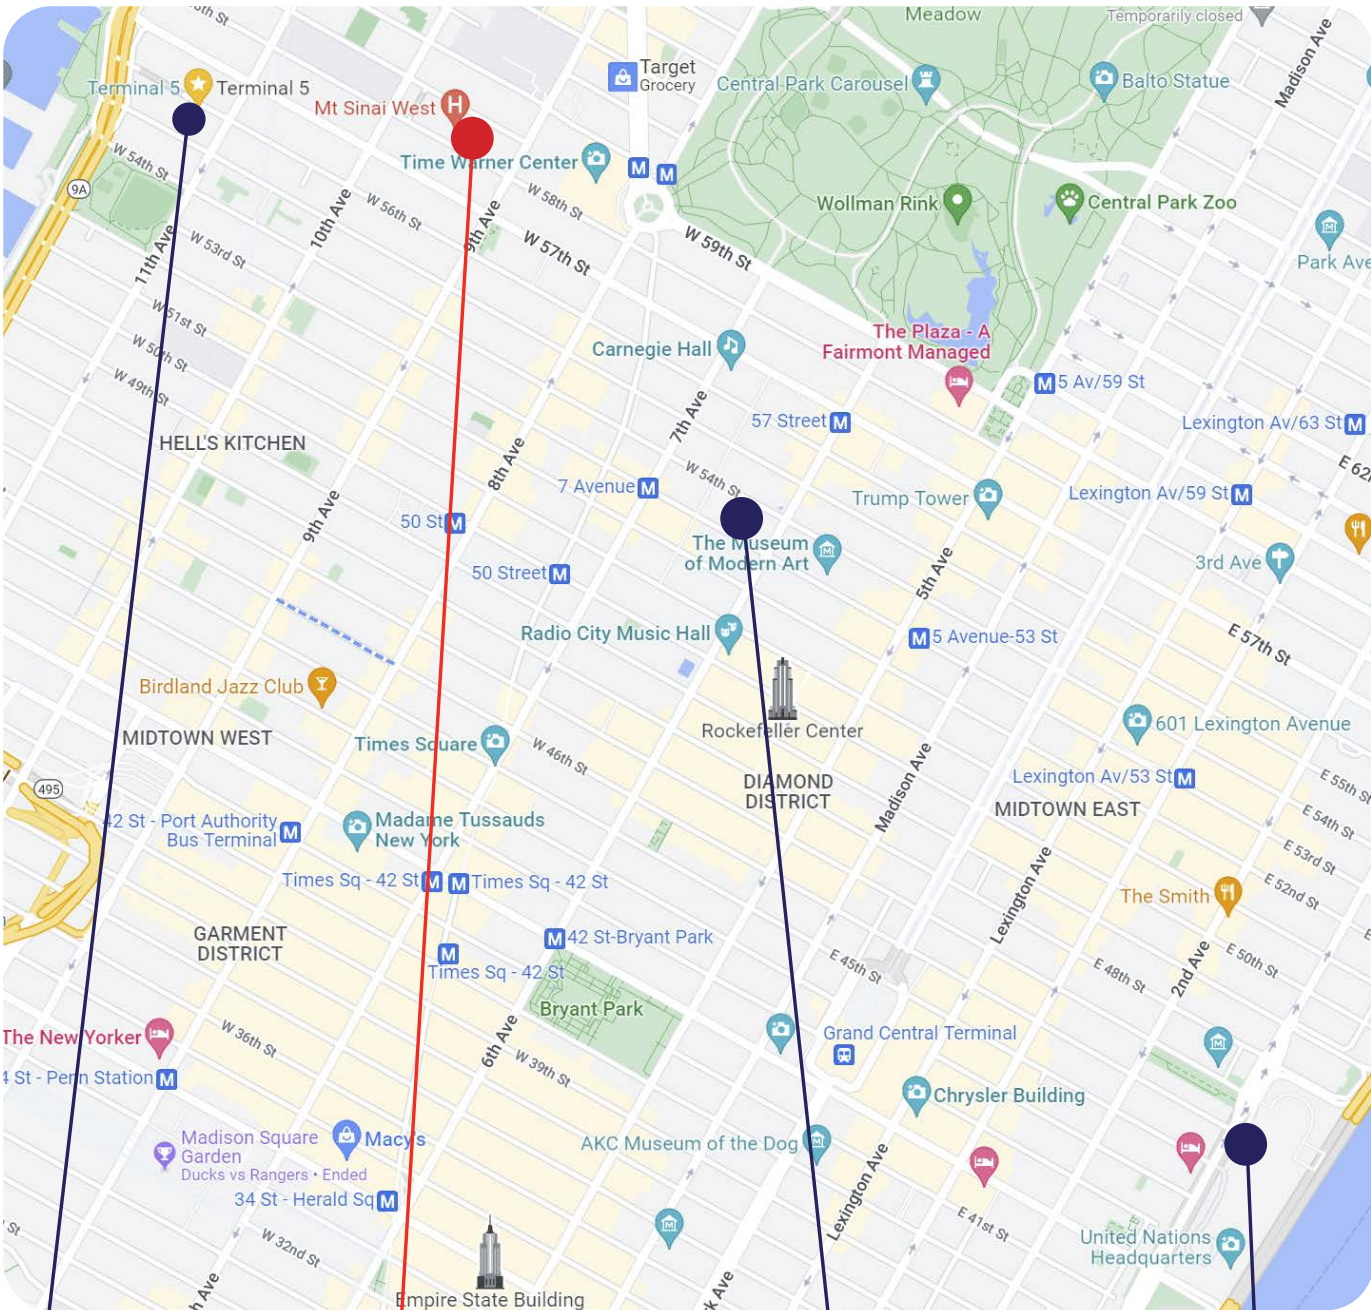 Meadow
Temporarily closed
Madison Ave
Terminal 5
Terminal 5
Target
Grocery
Central Park Carousel
Balto Statue
Mt Sinai West
H
W 54th St
Time Warner Center
M
M
9A
W 56th St
W 58th St
Wollman Rink
Central Park Zoo
10th Ave
9th Ave
11th Ave
W 53rd St
W 57th St
W 59th St
Park Ave
W 51st St
W 50th St
W 49th St
Carnegie Hall
The Plaza - A
Fairmont Managed
M
5 Av/59 St
7th Ave
57 Street
M
Lexington Av/63 St
M
HELL'S KITCHEN
8th Ave
W 54th St
E 62n
7 Avenue
M
Trump Tower
Lexington Av/59 St
M
9th Ave
50 St
M
The Museum
of Modern Art
50 Street
M
5th Ave
3rd Ave
Radio City Music Hall
M
5 Avenue-53 St
E 57th St
Birdland Jazz Club
Rockefeller Center
MIDTOWN WEST
Times Square
W 46th St
601 Lexington Avenue
495
DIAMOND
DISTRICT
Madison Ave
Lexington Av/53 St
M
MIDTOWN EAST
E 55th St
E 54th St
E 53rd St
42 St - Port Authority
Bus Terminal
M
Madame Tussauds
New York
Times Sq - 42 St
M
M
Times Sq - 42 St
Lexington Ave
The Smith
E 52nd St
GARMENT
DISTRICT
M
42 St-Bryant Park
M
Times Sq - 42 St
E 45th St
E 48th St
2nd Ave
E 50th St
Bryant Park
The New Yorker
W 36th St
6th Ave
W 39th St
Grand Central Terminal
4 St - Penn Station
M
Chrysler Building
Madison Square
Garden
Ducks vs Rangers • Ended
Macy's
AKC Museum of the Dog
34 St - Herald Sq
M
Lexington Ave
E 41st St
United Nations
Headquarters
St
W 32nd St
h Ave
Empire State Building
k Ave